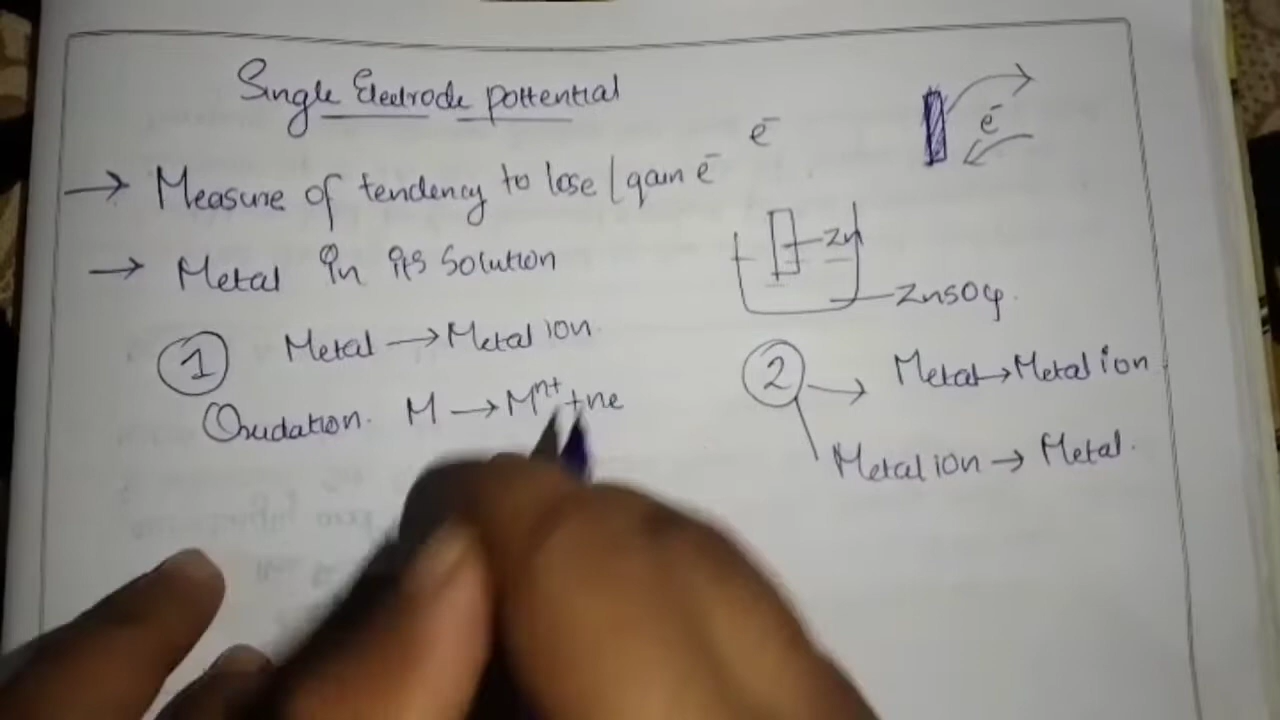 Single Electrode pottential
→ Measure of tendency to lose / gain e⁻
e⁻
e⁻
→ Metal in its solution
Zn
ZnSO4.
① Metal → Metal ion
Oxidation. M → Mⁿ⁺ + ne
② → Metal → Metal ion
Metal ion → Metal.